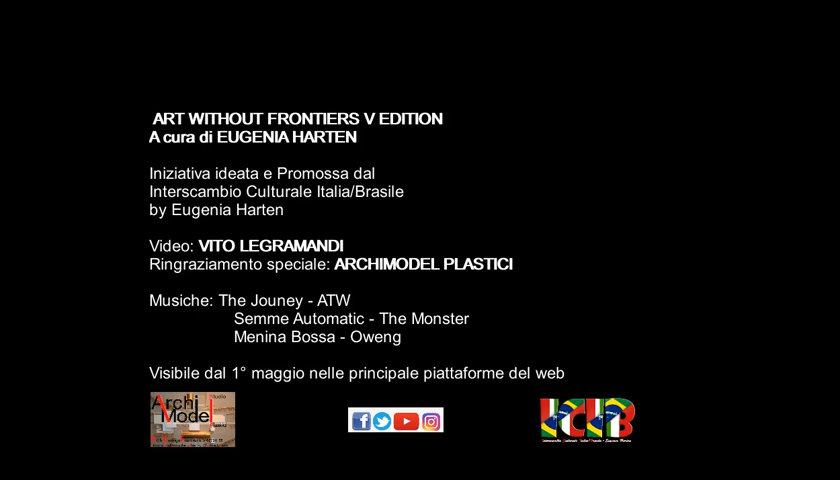 ART WITHOUT FRONTIERS V EDITION
A cura di EUGENIA HARTEN
Iniziativa ideata e Promossa dal
Interscambio Culturale Italia/Brasile
by Eugenia Harten
Video: VITO LEGRAMANDI
Ringraziamento speciale: ARCHIMODEL PLASTICI
Musiche: The Jouney - ATW
Semme Automatic - The Monster
Menina Bossa - Oweng
Visibile dal 1° maggio nelle principale piattaforme del web
Archi
Model
ICIB